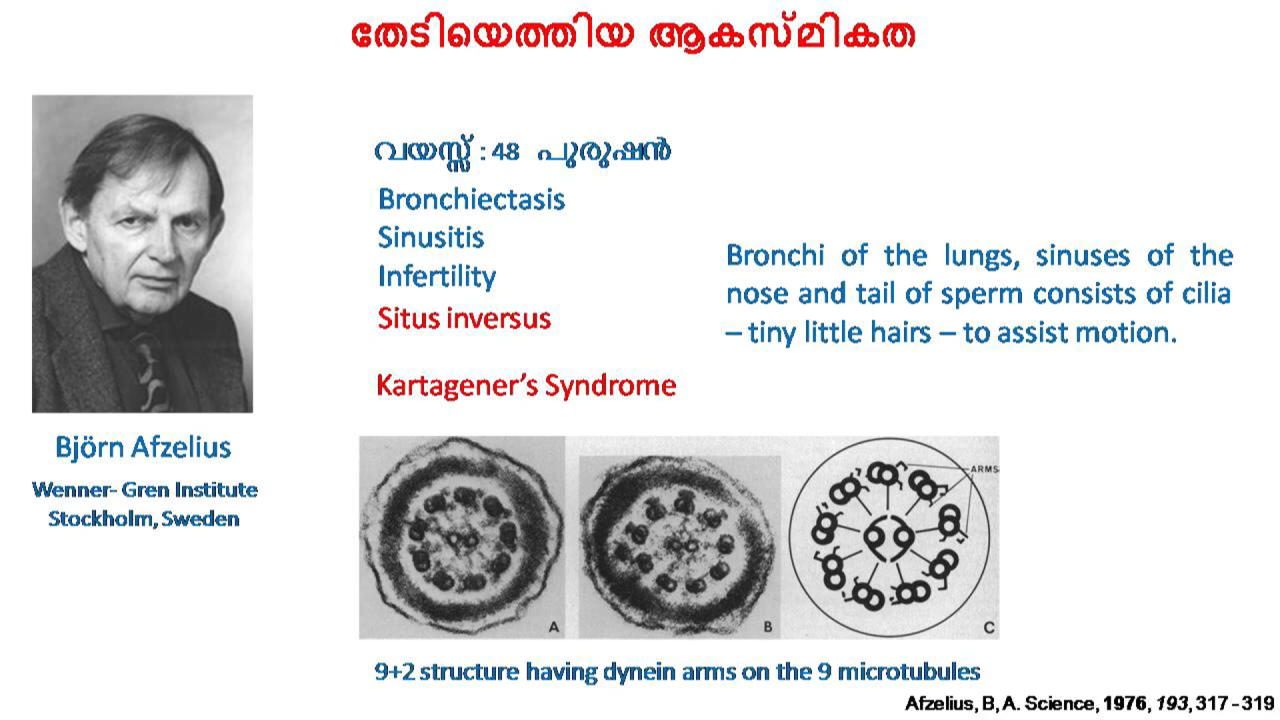 തേടിയെത്തിയ ആകസ്മികത
വയസ്സ് : 48 പുരുഷൻ
Bronchiectasis
Sinusitis
Infertility
Situs inversus
Kartagener’s Syndrome
Bronchi of the lungs, sinuses of the
nose and tail of sperm consists of cilia
– tiny little hairs – to assist motion.
Björn Afzelius
Wenner- Gren Institute
Stockholm, Sweden
ARMS
A
B
C
9+2 structure having dynein arms on the 9 microtubules
Afzelius, B, A. Science, 1976, 193, 317 – 319